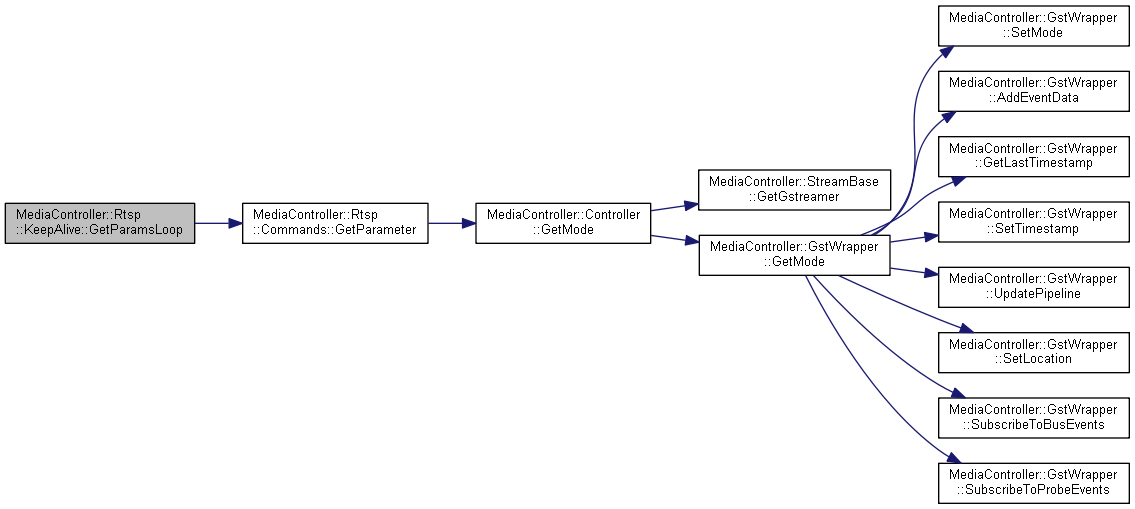 MediaController::Rtsp
::KeepAlive::GetParamsLoop
MediaController::Rtsp
::Commands::GetParameter
MediaController::Controller
::GetMode
MediaController::StreamBase
::GetGstreamer
MediaController::GstWrapper
::GetMode
MediaController::GstWrapper
::SetMode
MediaController::GstWrapper
::AddEventData
MediaController::GstWrapper
::GetLastTimestamp
MediaController::GstWrapper
::SetTimestamp
MediaController::GstWrapper
::UpdatePipeline
MediaController::GstWrapper
::SetLocation
MediaController::GstWrapper
::SubscribeToBusEvents
MediaController::GstWrapper
::SubscribeToProbeEvents